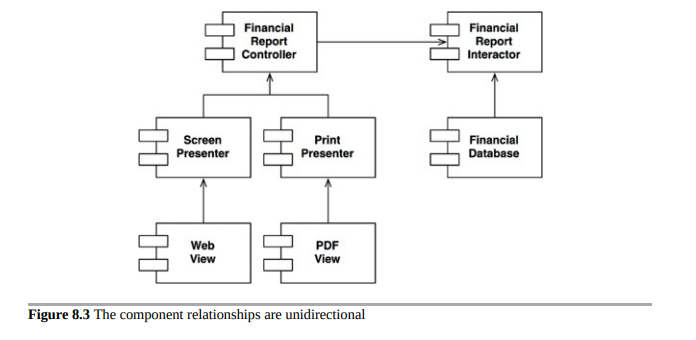 Financial
Report
Controller
Financial
Report
Interactor
Screen
Presenter
Print
Presenter
Financial
Database
Web
View
PDF
View
Figure 8.3 The component relationships are unidirectional